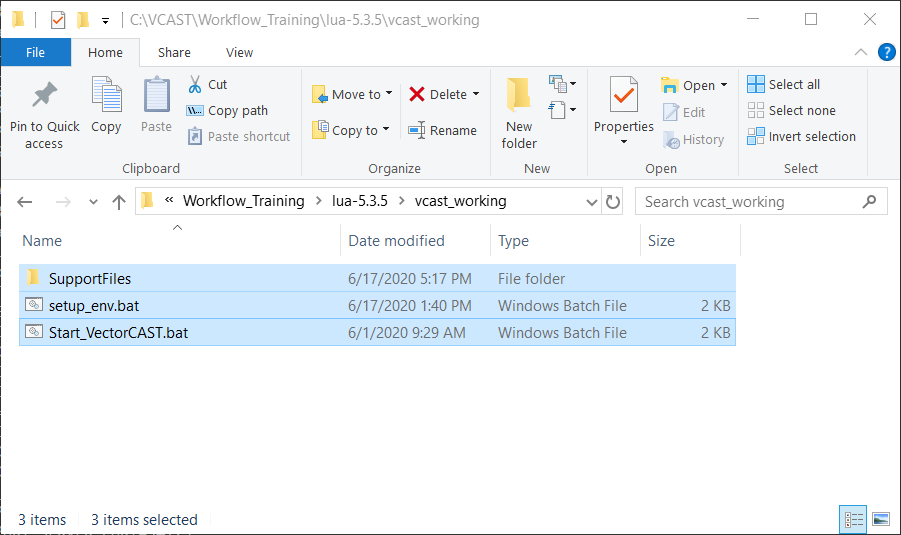 C:\VCAST\Workflow_Training\lua-5.3.5\vcast_working
File Home Share View
Pin to Quick access
Copy
Paste
Cut
Copy path
Paste shortcut
Clipboard
Move to
Copy to
Delete
Rename
Organize
New folder
New
Properties
Open
Edit
History
Open
Select all
Select none
Invert selection
Select
« Workflow_Training > lua-5.3.5 > vcast_working
Search vcast_working
Name Date modified Type Size
SupportFiles 6/17/2020 5:17 PM File folder
setup_env.bat 6/17/2020 1:40 PM Windows Batch File 2 KB
Start_VectorCAST.bat 6/1/2020 9:29 AM Windows Batch File 2 KB
3 items 3 items selected